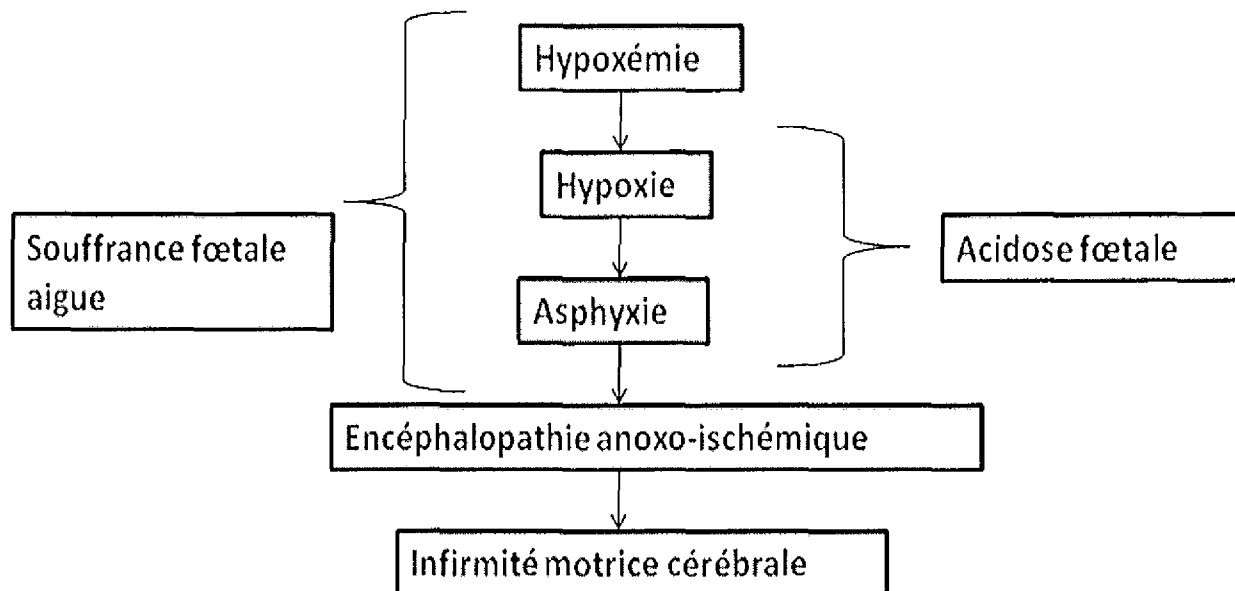 Hypoxémie
Hypoxie
Souffrance fœtale
aigue
Acidose fœtale
Asphyxie
Encéphalopathie anoxo-ischémique
Infirmité motrice cérébrale